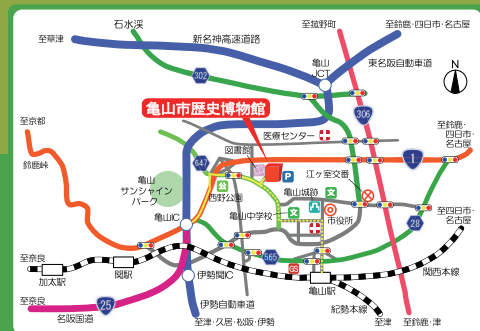 石水渓
至菰野町
至鈴鹿・四日市・名古屋
至草津
新名神高速道路
302
亀山
JCT
東名阪自動車道
N
306
亀山市歴史博物館
至京都
鈴鹿峠
医療センター
至鈴鹿・
四日市・
名古屋
図書館
647
P
1
江ヶ室交番
亀山
サンシャイン
パーク
公
西野公園
亀山城跡
文
亀山中学校
文
市役所
亀山IC
28
至四日市・
名古屋
565
至奈良
加太駅
関駅
GS
伊勢関IC
亀山駅
関西本線
至奈良
25
名阪国道
伊勢自動車道
紀勢本線
至津・久居・松阪・伊勢
至津
至鈴鹿・津